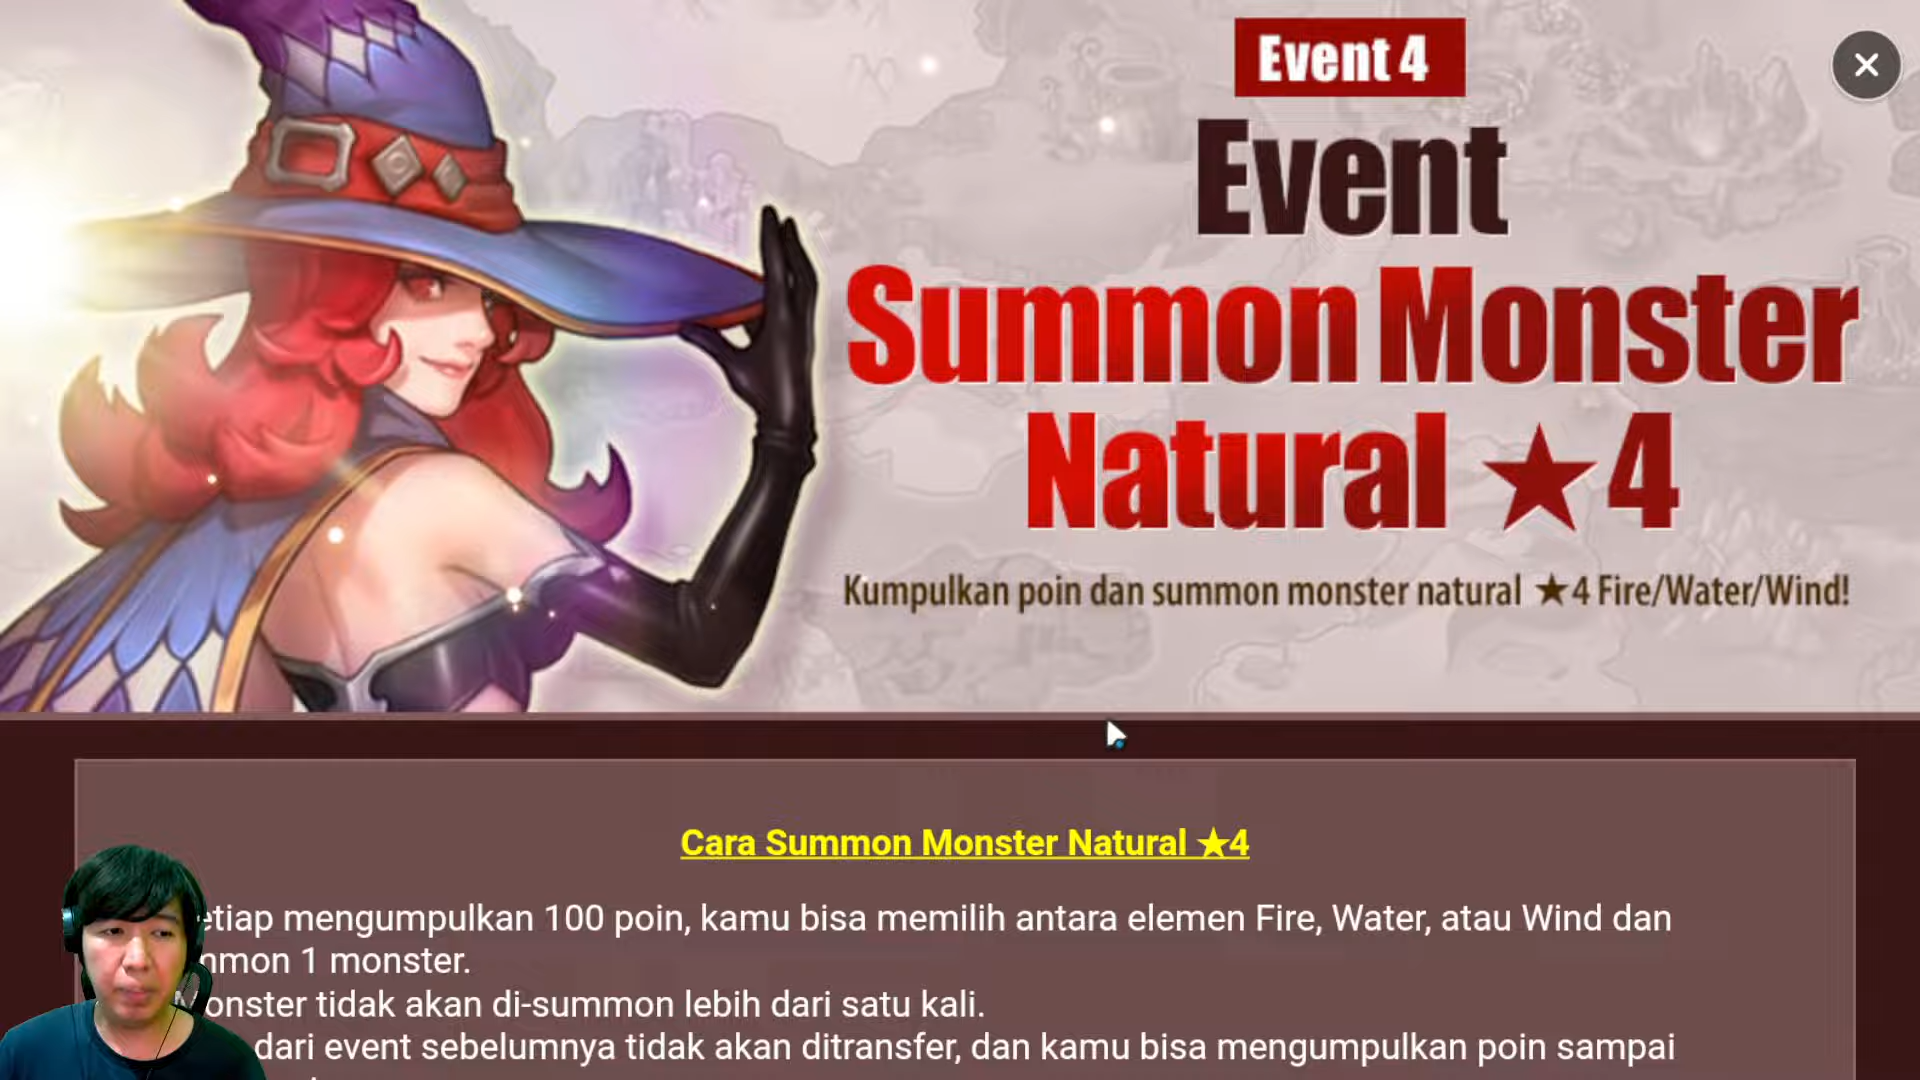 Event 4
Event
Summon Monster
Natural ★4
Kumpulkan poin dan summon monster natural ★4 Fire/Water/Wind!
Cara Summon Monster Natural ★4
etiap mengumpulkan 100 poin, kamu bisa memilih antara elemen Fire, Water, atau Wind dan
mmon 1 monster.
Monster tidak akan di-summon lebih dari satu kali.
dari event sebelumnya tidak akan ditransfer, dan kamu bisa mengumpulkan poin sampai